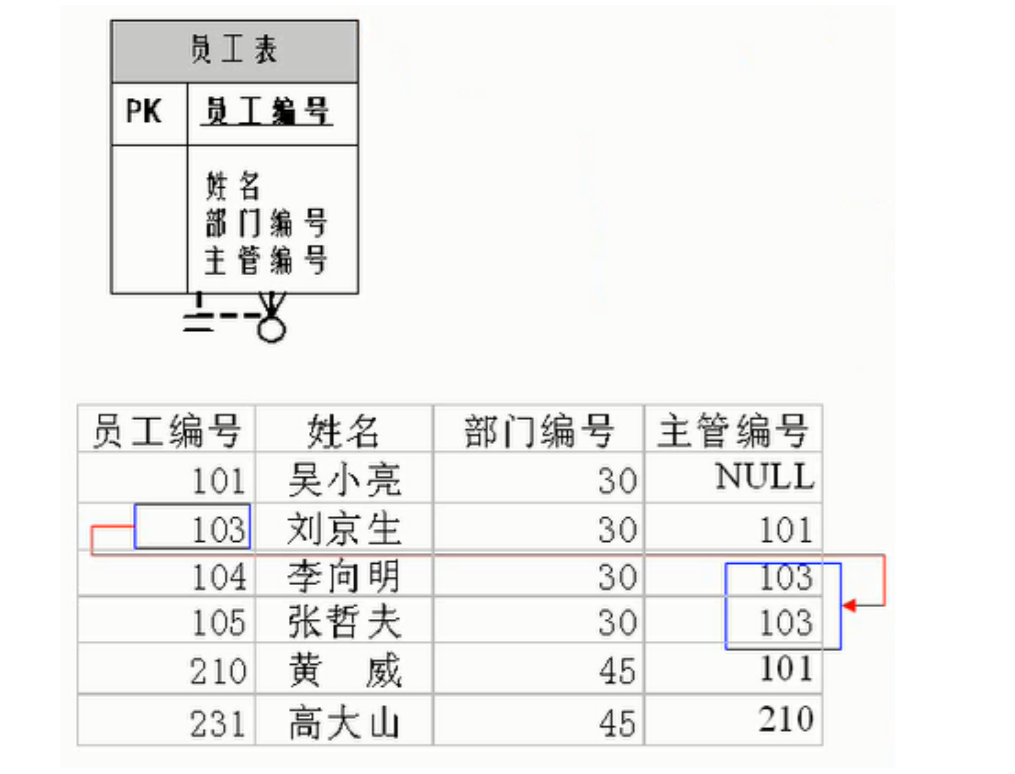 员工表
PK 员工编号
姓名
部门编号
主管编号
员工编号 姓名 部门编号 主管编号
101 吴小亮 30 NULL
103 刘京生 30 101
104 李向明 30 103
105 张哲夫 30 103
210 黄 威 45 101
231 高大山 45 210